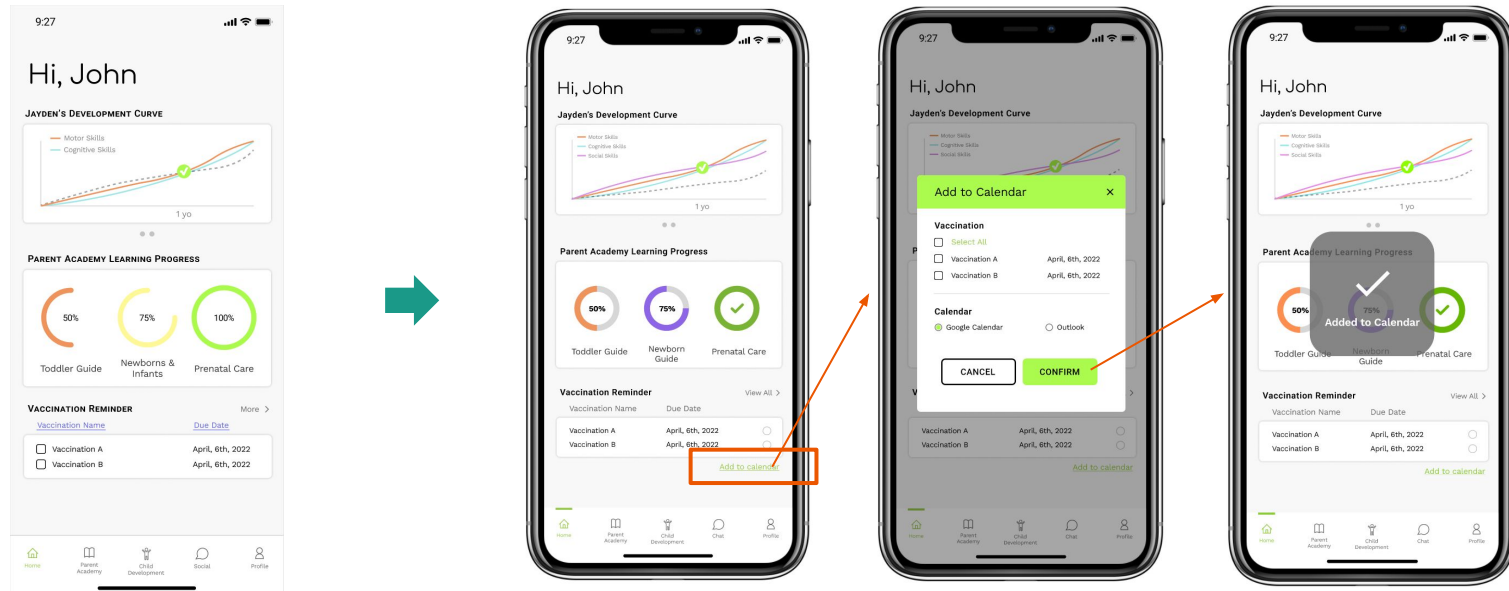 9:27
Hi, John
JAYDEN'S DEVELOPMENT CURVE
Motor Skills
Cognitive Skills
1 yo
PARENT ACADEMY LEARNING PROGRESS
50%
75%
100%
Toddler Guide
Newborns &
Infants
Prenatal Care
VACCINATION REMINDER
More >
Vaccination Name
Due Date
Vaccination A
April, 6th, 2022
Vaccination B
April, 6th, 2022
Home
Parent
Academy
Child
Development
Social
Profile
9:27
Hi, John
Jayden's Development Curve
Motor Skills
Cognitive Skills
Social Skills
1 yo
Parent Academy Learning Progress
50%
75%
Toddler Guide
Newborn
Guide
Prenatal Care
Vaccination Reminder
View All >
Vaccination Name
Due Date
Vaccination A
April, 6th, 2022
Vaccination B
April, 6th, 2022
Add to calendar
Home
Parent
Academy
Child
Development
Chat
Profile
9:27
Hi, John
Jayden's Development Curve
Motor Skills
Cognitive Skills
Social Skills
Add to Calendar
Vaccination
Select All
Vaccination A
April, 6th, 2022
Vaccination B
April, 6th, 2022
Calendar
Google Calendar
Outlook
CANCEL
CONFIRM
Vaccination A
April, 6th, 2022
Vaccination B
April, 6th, 2022
Add to calendar
Home
Parent
Academy
Child
Development
Chat
Profile
9:27
Hi, John
Jayden's Development Curve
Motor Skills
Cognitive Skills
Social Skills
1 yo
Parent Academy Learning Progress
50%
75%
Added to Calendar
Toddler Guide
Newborn
Guide
Prenatal Care
Vaccination Reminder
View All >
Vaccination Name
Due Date
Vaccination A
April, 6th, 2022
Vaccination B
April, 6th, 2022
Add to calendar
Home
Parent
Academy
Child
Development
Chat
Profile